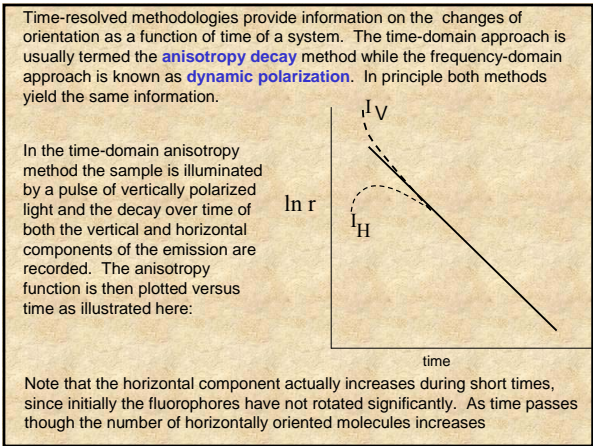 Time-resolved methodologies provide information on the changes of
orientation as a function of time of a system. The time-domain approach is
usually termed the anisotropy decay method while the frequency-domain
approach is known as dynamic polarization. In principle both methods
yield the same information.
In the time-domain anisotropy
method the sample is illuminated
by a pulse of vertically polarized
light and the decay over time of
both the vertical and horizontal
components of the emission are
recorded. The anisotropy
function is then plotted versus
time as illustrated here:
IV
ln r
IH
time
Note that the horizontal component actually increases during short times,
since initially the fluorophores have not rotated significantly. As time passes
though the number of horizontally oriented molecules increases